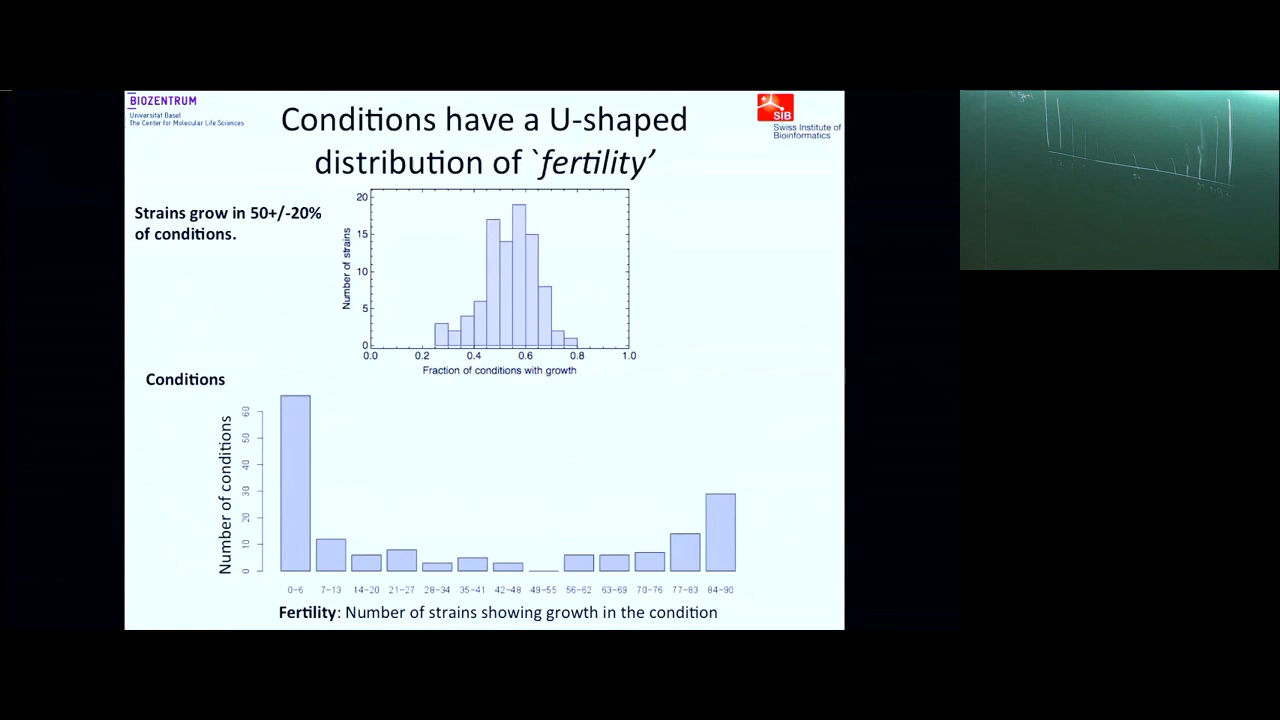 BIOZENTRUM
Universität Basel
The Center for Molecular Life Sciences
SIB
Swiss Institute of
Bioinformatics
Conditions have a U-shaped
distribution of `fertility’
Strains grow in 50+/-20%
of conditions.
Number of strains
20
15
10
5
0
0.0 0.2 0.4 0.6 0.8 1.0
Fraction of conditions with growth
Conditions
Number of conditions
60
50
40
30
20
10
0
0–6 7–13 14–20 21–27 28–34 35–41 42–48 49–55 56–62 63–69 70–76 77–83 84–90
Fertility: Number of strains showing growth in the condition